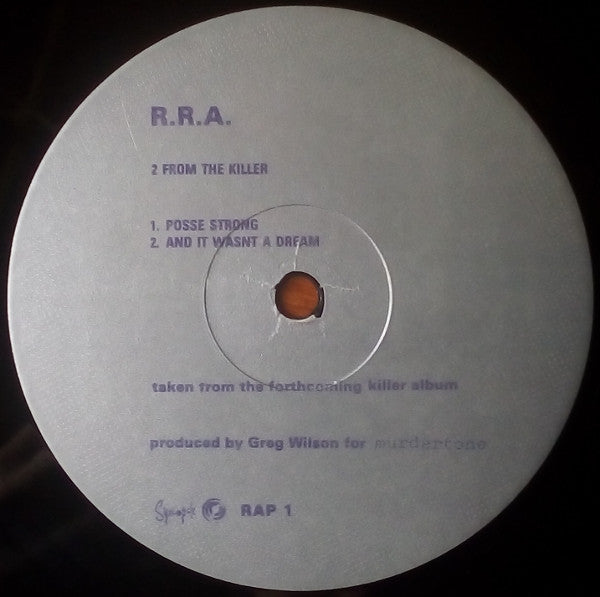 R.R.A.
2 FROM THE KILLER
1. POSSE STRONG
2. AND IT WASNT A DREAM
taken from the forthcoming killer album
produced by Greg Wilson for murdertone
RAP 1